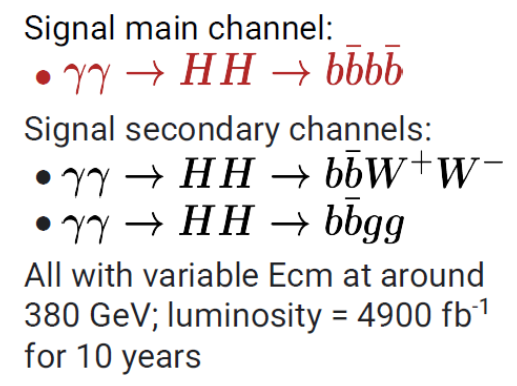 Signal main channel:
• γγ → HH → bb̄bb̄
Signal secondary channels:
• γγ → HH → bb̄W⁺W⁻
• γγ → HH → bb̄gg
All with variable Ecm at around
380 GeV; luminosity = 4900 fb⁻¹
for 10 years